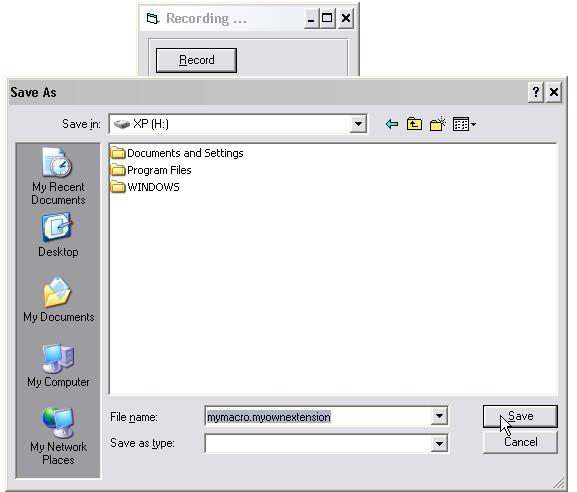 Recording ...
Record
Save As
Save in:
XP (H:)
My Recent
Documents
Desktop
My Documents
My Computer
My Network
Places
Documents and Settings
Program Files
WINDOWS
File name:
mymacro.myownextension
Save
Save as type:
Cancel